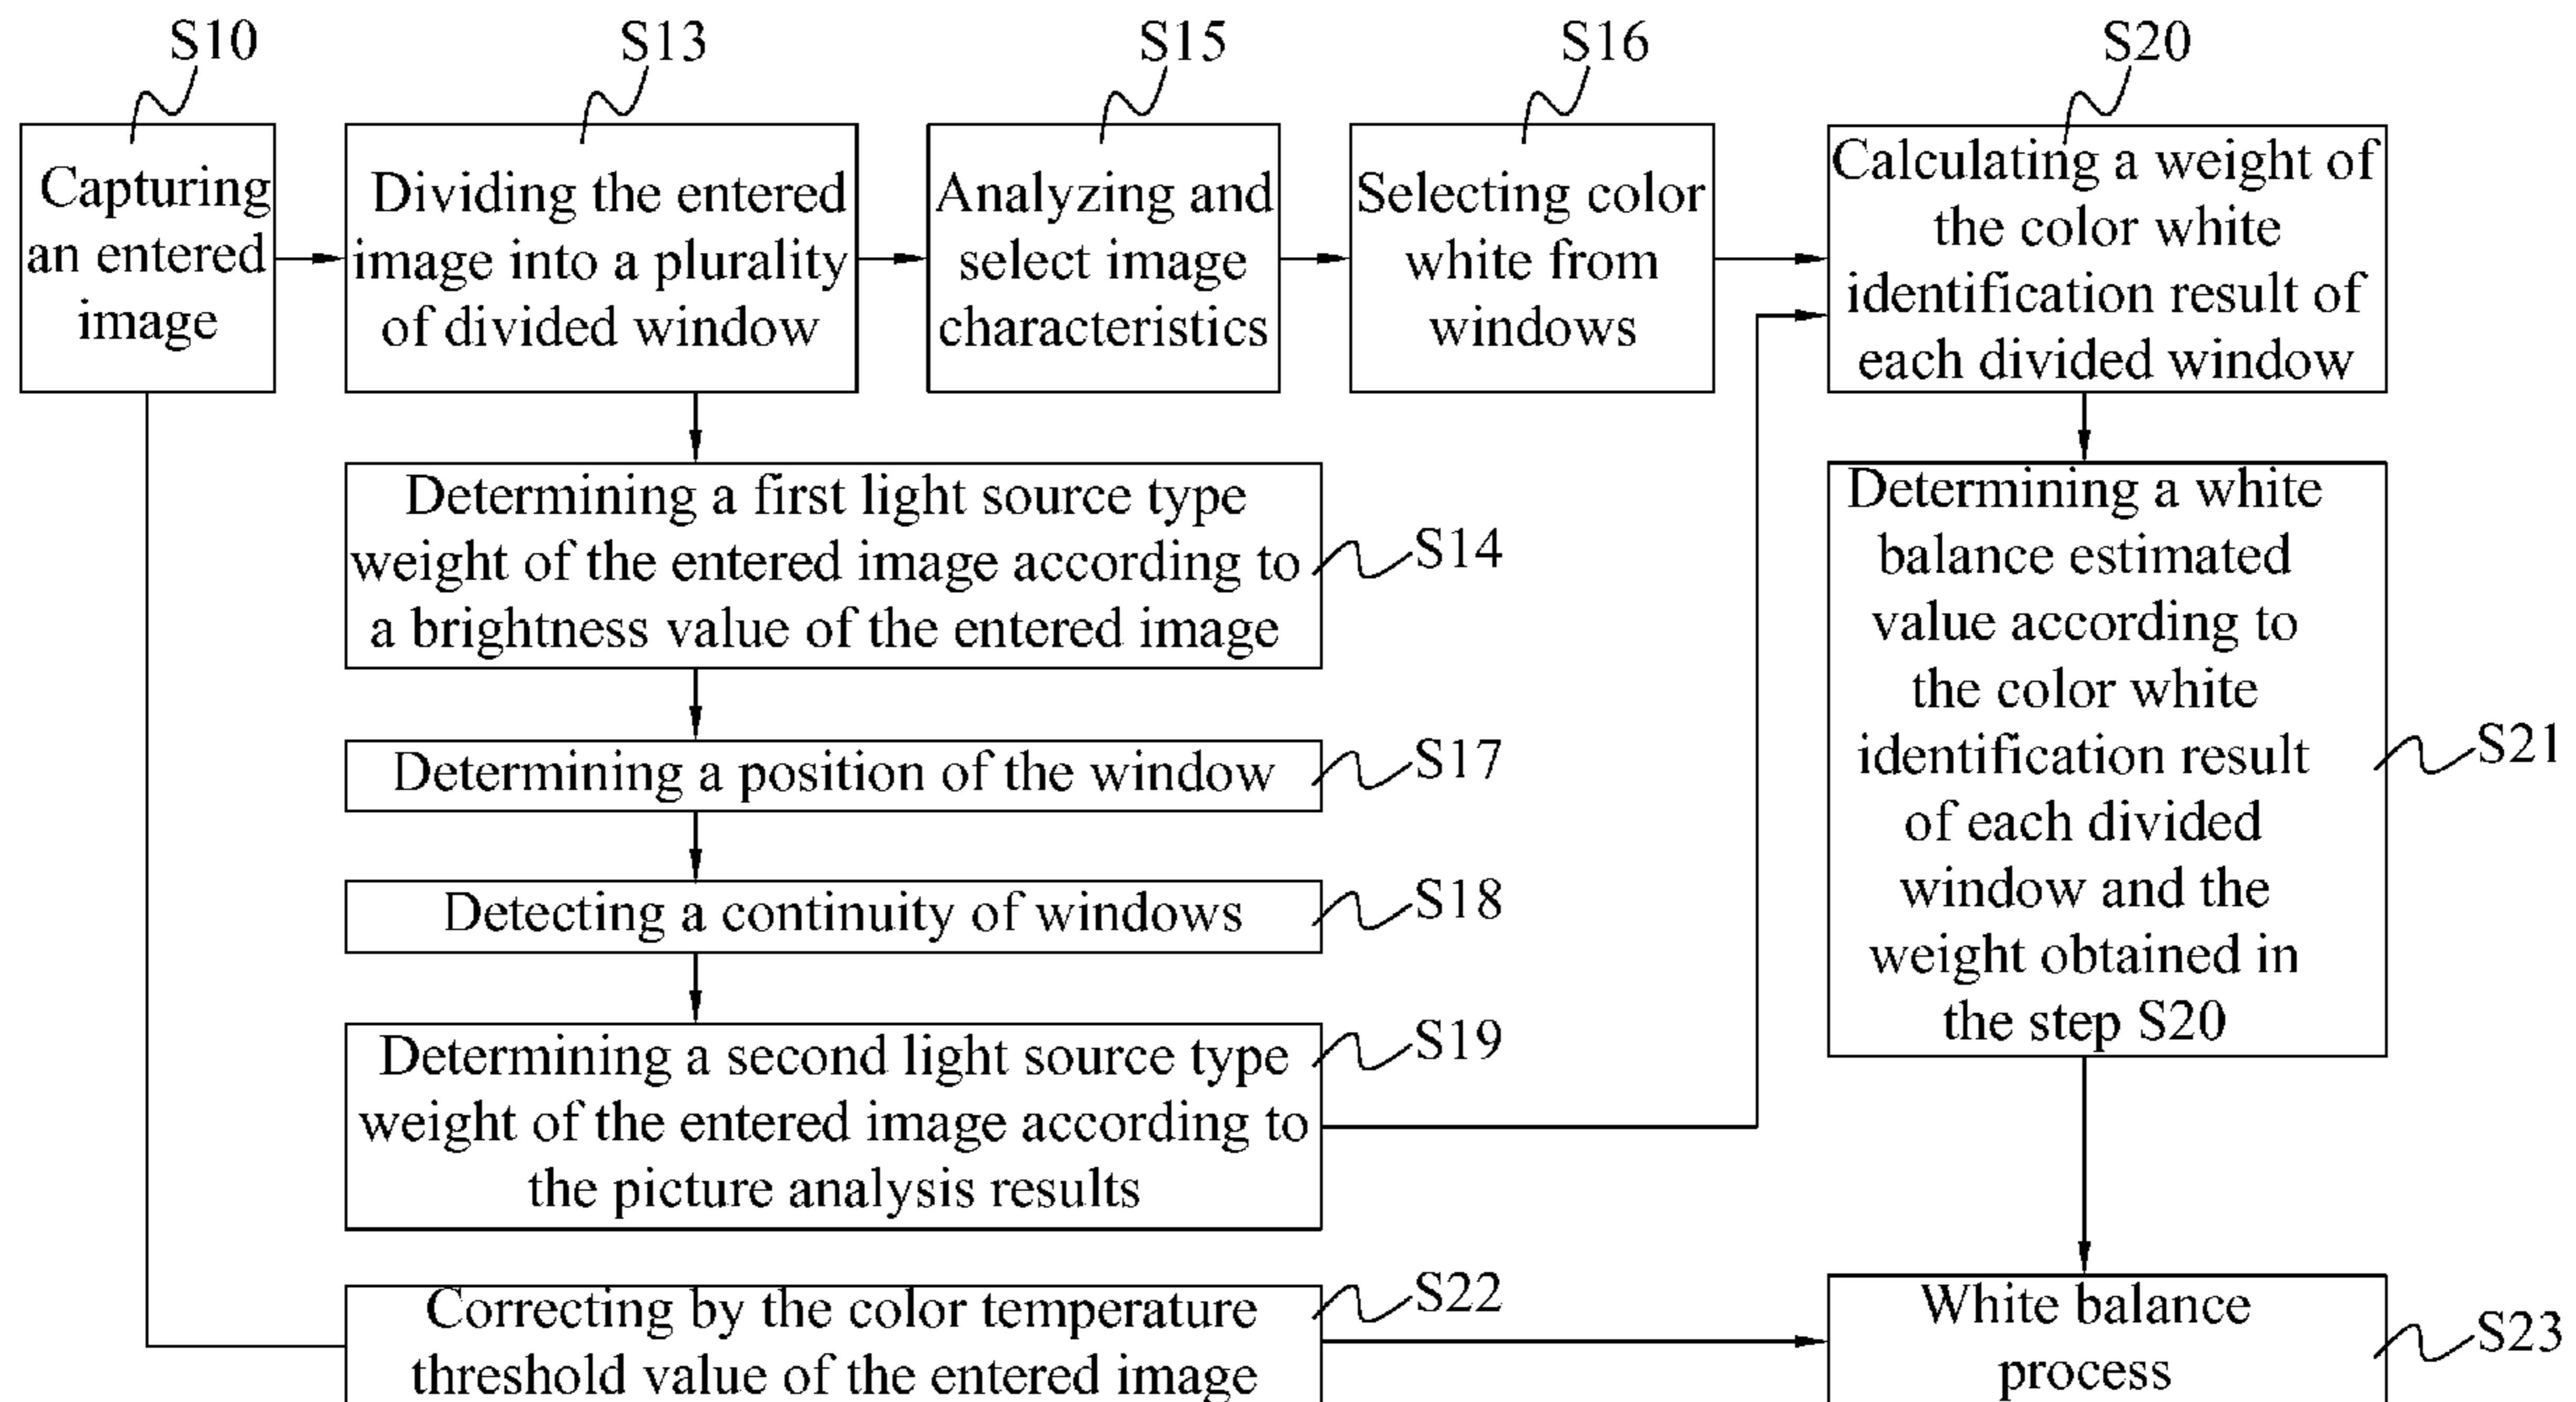 S10
S13
S15
S16
S20
Capturing
an entered
image
Dividing the entered
image into a plurality
of divided window
Analyzing and
select image
characteristics
Selecting color
white from
windows
Calculating a weight of
the color white
identification result of
each divided window
Determining a first light source type
weight of the entered image according to
a brightness value of the entered image
S14
Determining a position of the window
S17
Detecting a continuity of windows
S18
Determining a second light source type
weight of the entered image according to
the picture analysis results
S19
Determining a white
balance estimated
value according to
the color white
identification result
of each divided
window and the
weight obtained in
the step S20
S21
Correcting by the color temperature
threshold value of the entered image
S22
White balance
process
S23